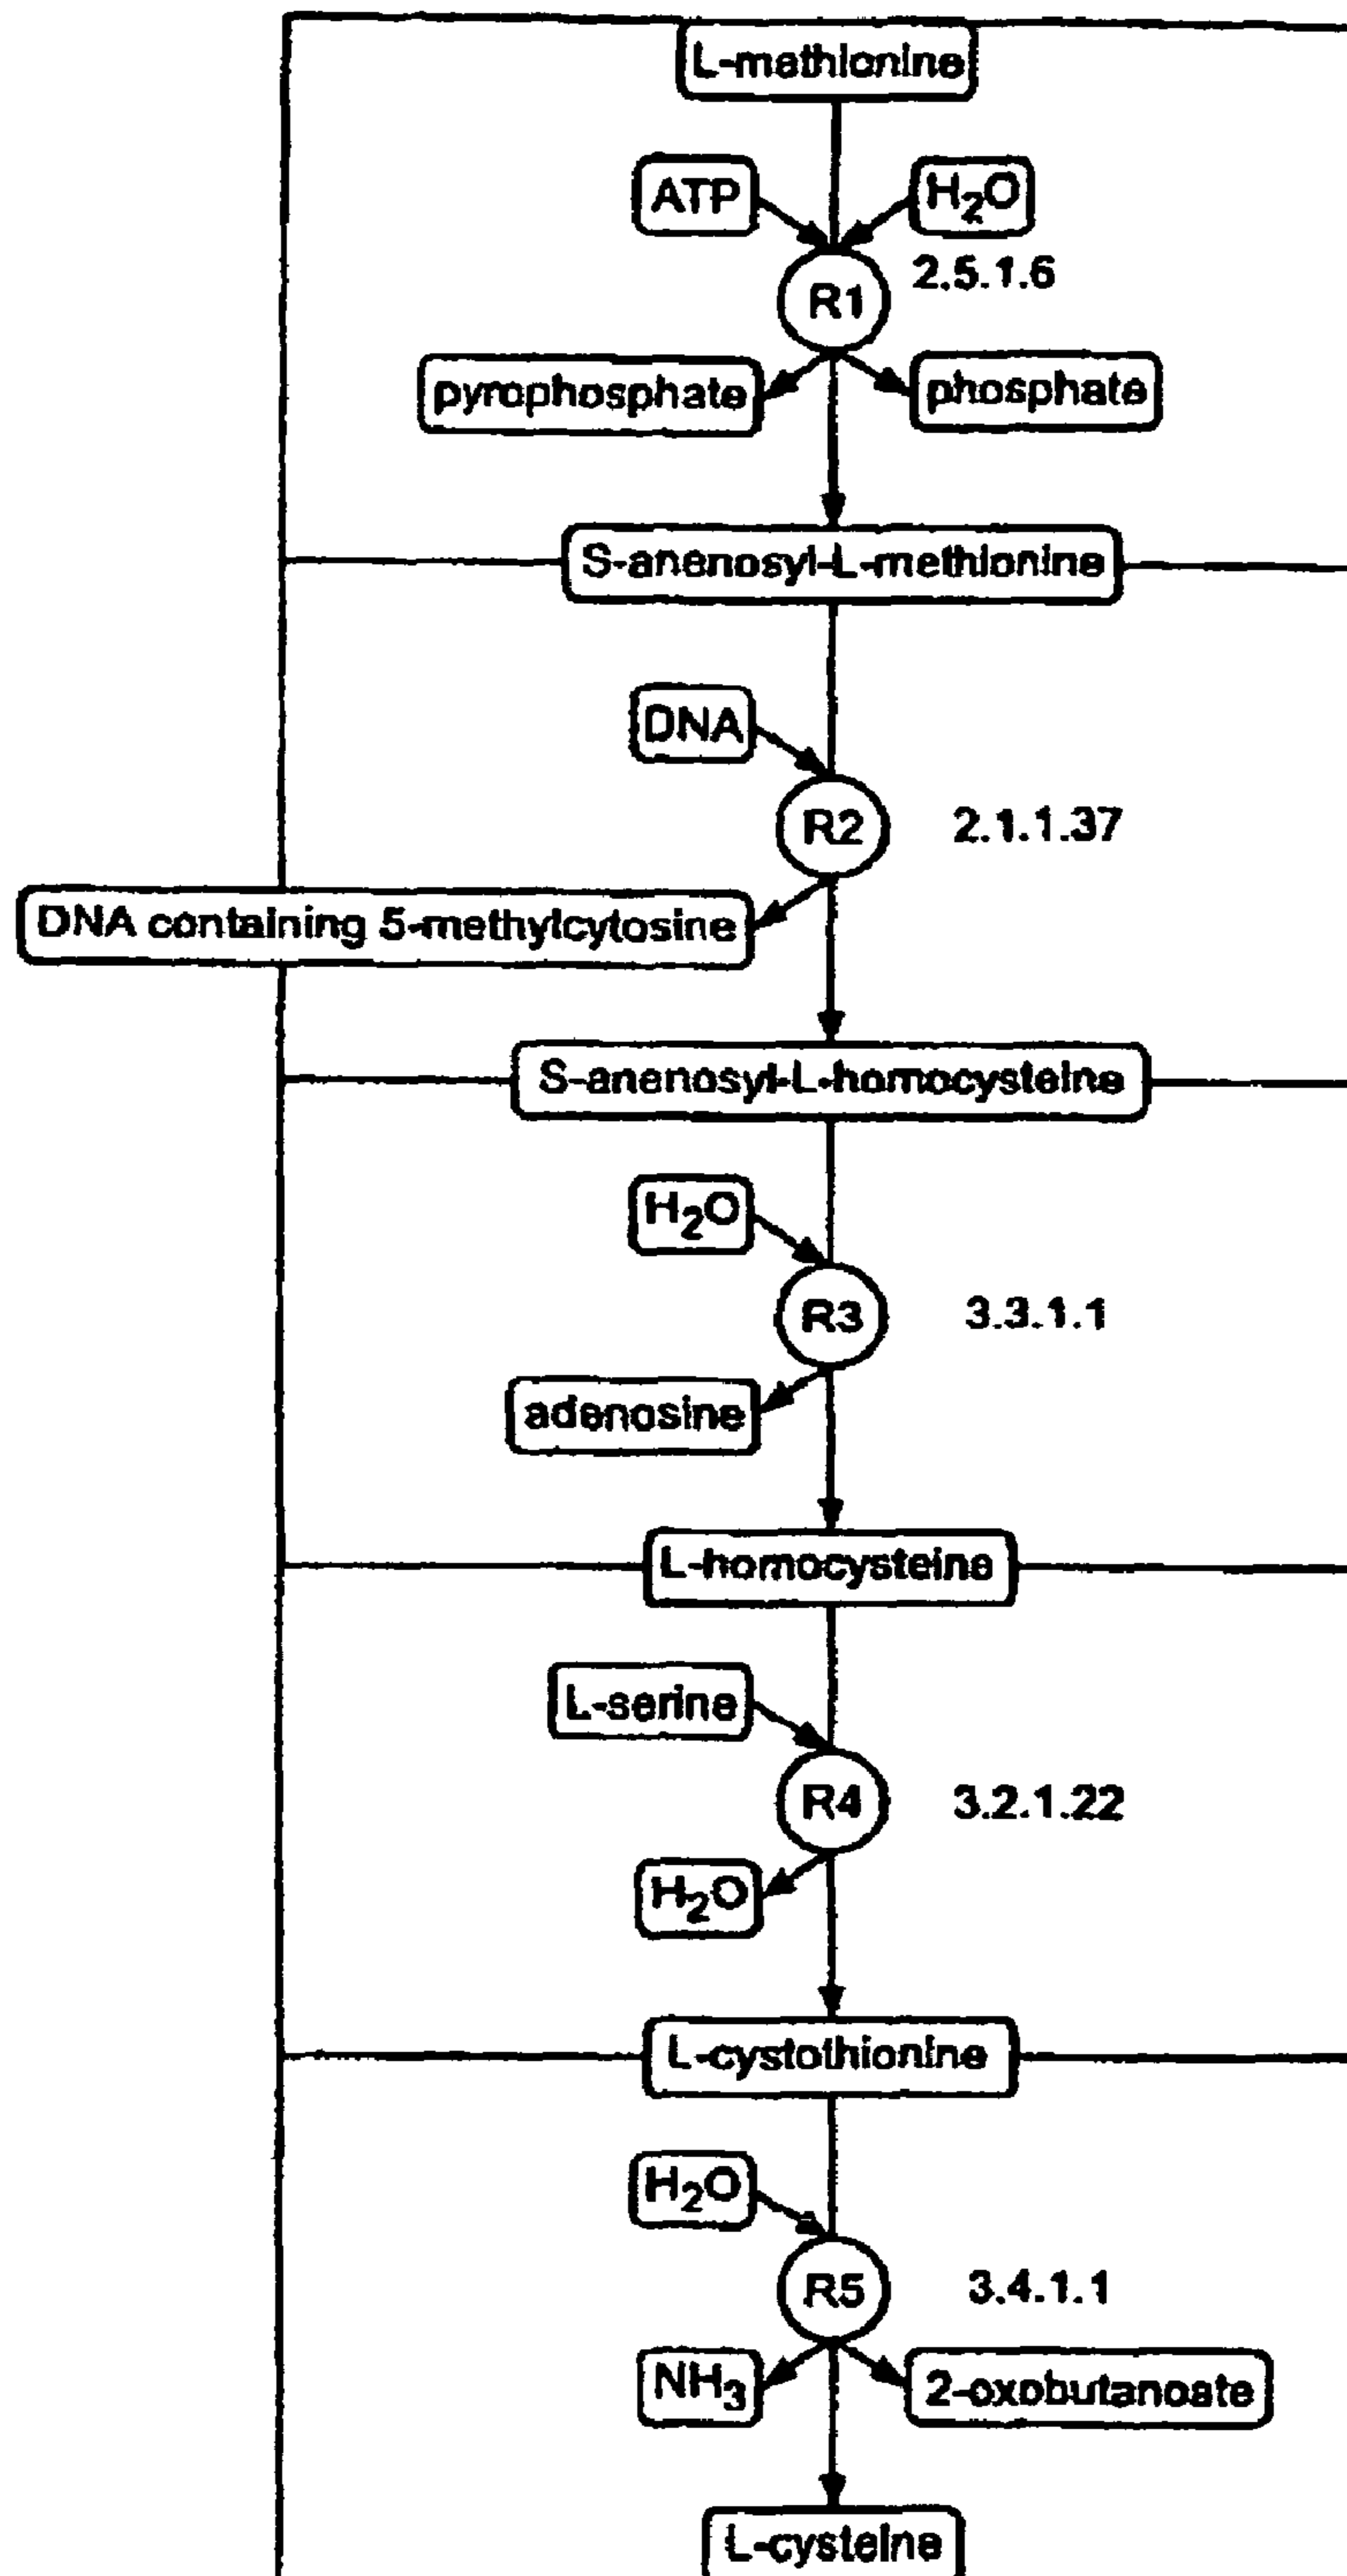 L-methionine
ATP
H₂O
2.5.1.6
R1
pyrophosphate
phosphate
S-anenosyl-L-methionine
DNA
R2
2.1.1.37
DNA containing 5-methylcytosine
S-anenosyl-L-homocysteine
H₂O
R3
3.3.1.1
adenosine
L-homocysteine
L-serine
R4
3.2.1.22
H₂O
L-cystothionine
H₂O
R5
3.4.1.1
NH₃
2-oxobutanoate
L-cysteine